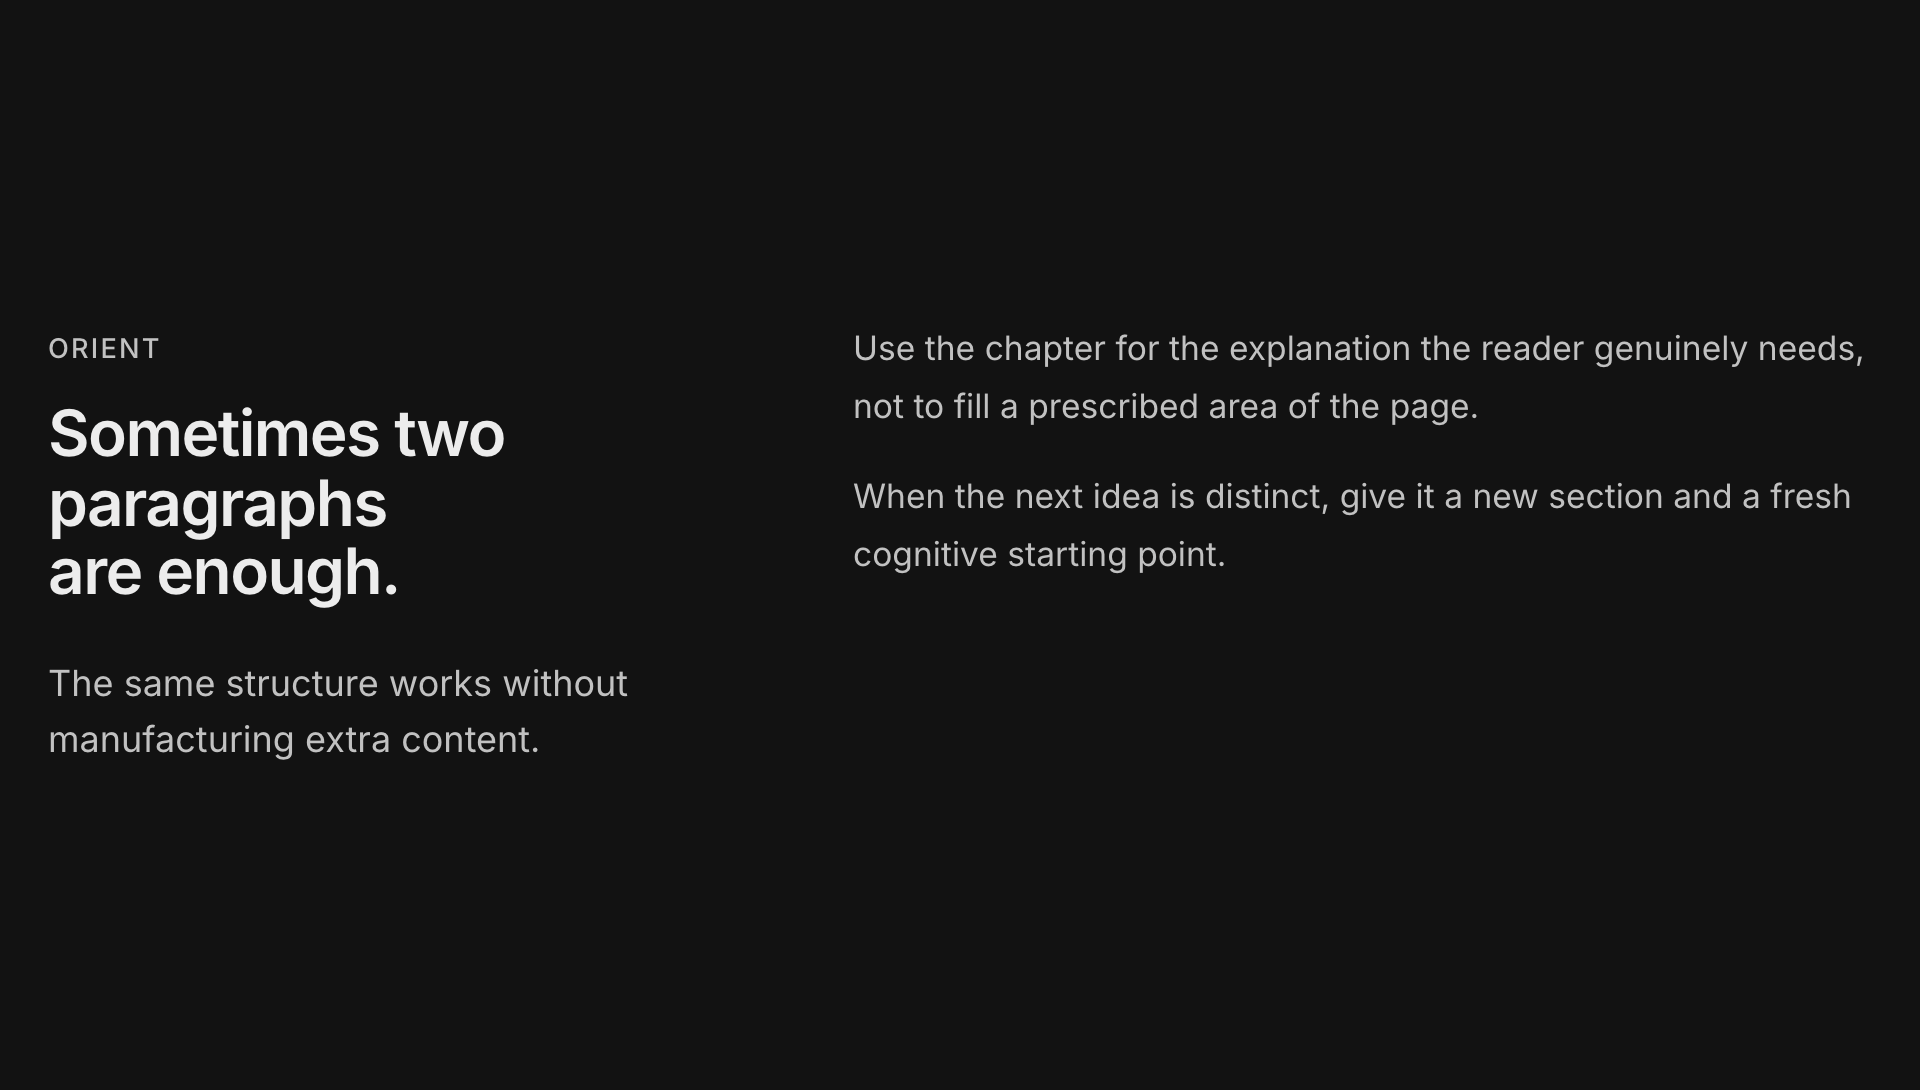 ORIENT
Sometimes two
paragraphs
are enough.
The same structure works without
manufacturing extra content.
Use the chapter for the explanation the reader genuinely needs,
not to fill a prescribed area of the page.
When the next idea is distinct, give it a new section and a fresh
cognitive starting point.